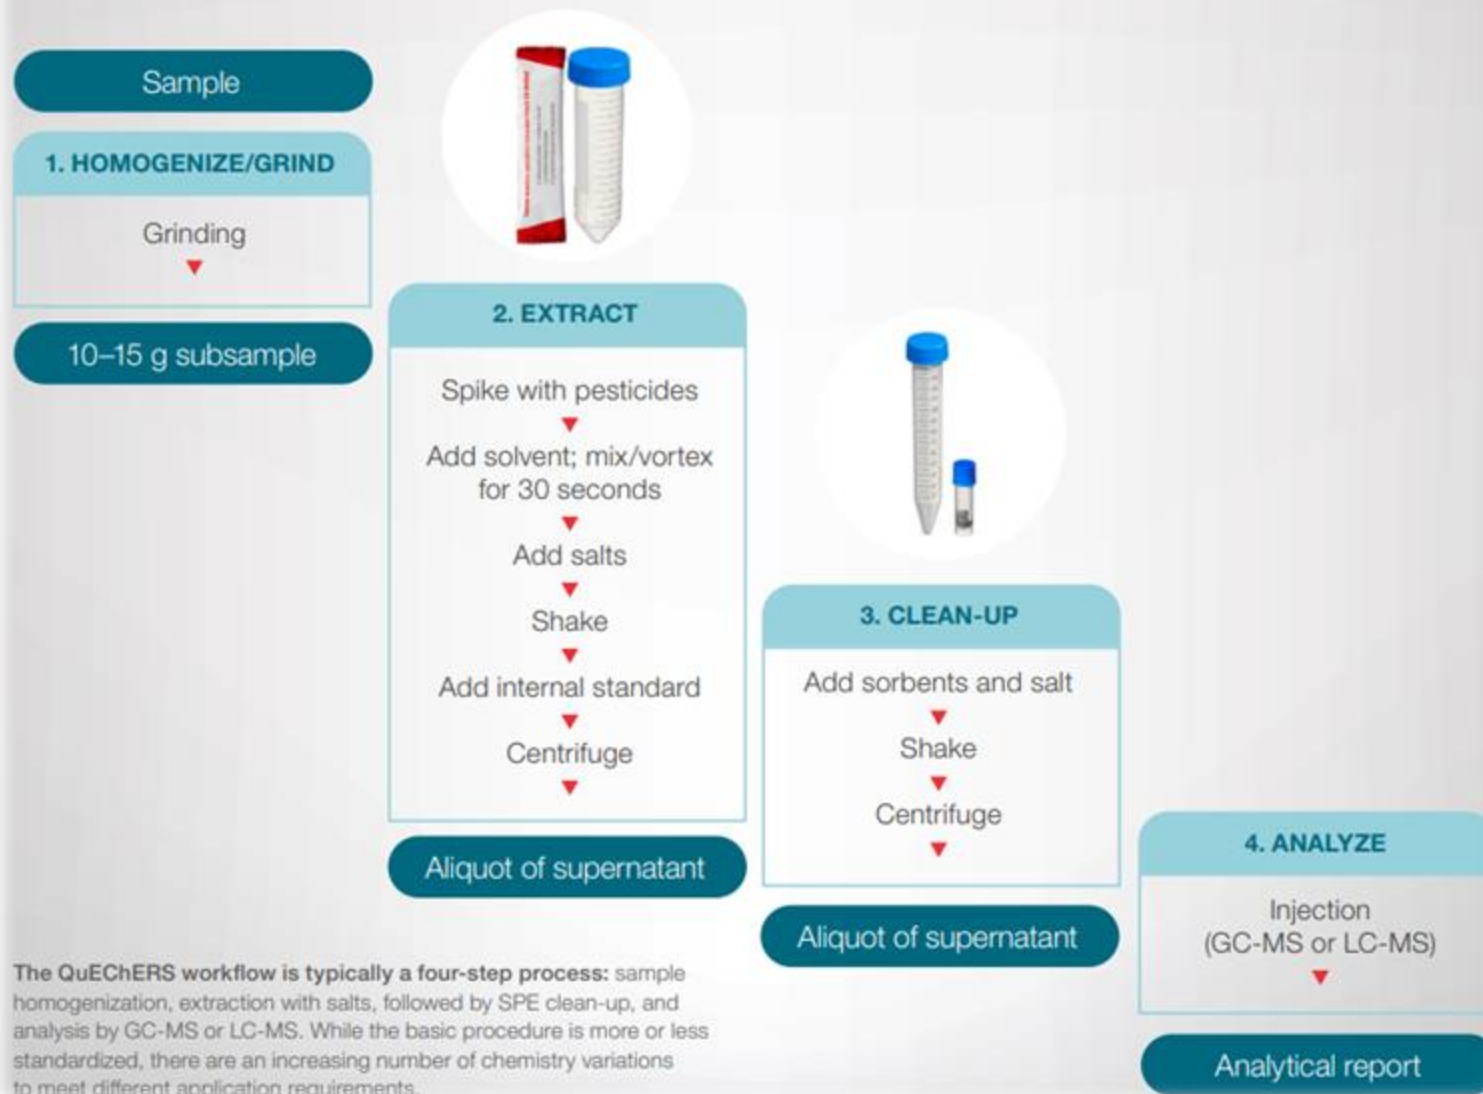 Sample
1. HOMOGENIZE/GRIND
Grinding
10–15 g subsample
2. EXTRACT
Spike with pesticides
Add solvent; mix/vortex
for 30 seconds
Add salts
Shake
Add internal standard
Centrifuge
Aliquot of supernatant
3. CLEAN-UP
Add sorbents and salt
Shake
Centrifuge
Aliquot of supernatant
4. ANALYZE
Injection
(GC-MS or LC-MS)
Analytical report
The QuEChERS workflow is typically a four-step process: sample
homogenization, extraction with salts, followed by SPE clean-up, and
analysis by GC-MS or LC-MS. While the basic procedure is more or less
standardized, there are an increasing number of chemistry variations
to meet different application requirements.